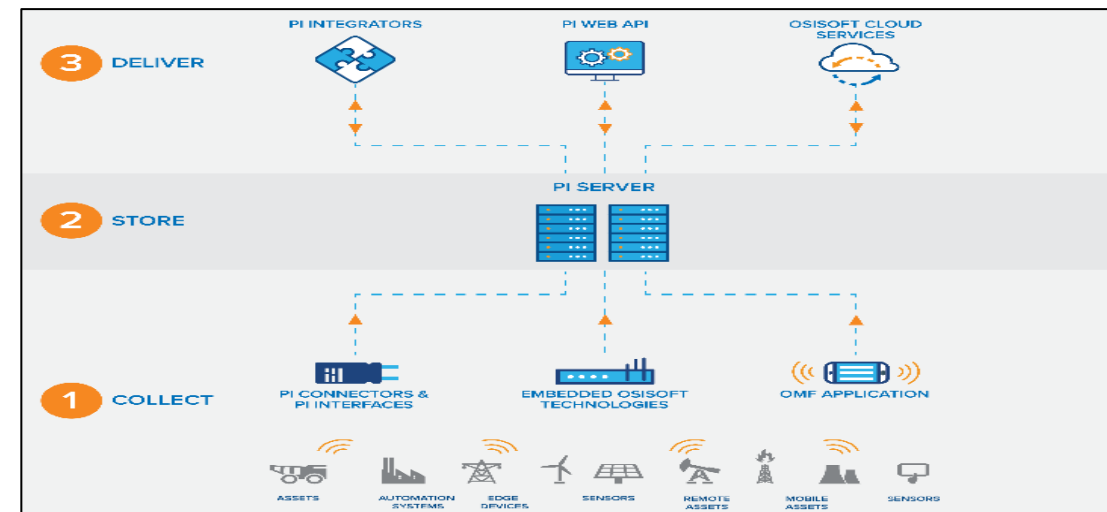 PI INTEGRATORS
PI WEB API
OSISOFT CLOUD
SERVICES
3 DELIVER
PI SERVER
2 STORE
1 COLLECT
PI CONNECTORS &
PI INTERFACES
EMBEDDED OSISOFT
TECHNOLOGIES
OMF APPLICATION
ASSETS
AUTOMATION
SYSTEMS
EDGE
DEVICES
SENSORS
REMOTE
ASSETS
MOBILE
ASSETS
SENSORS